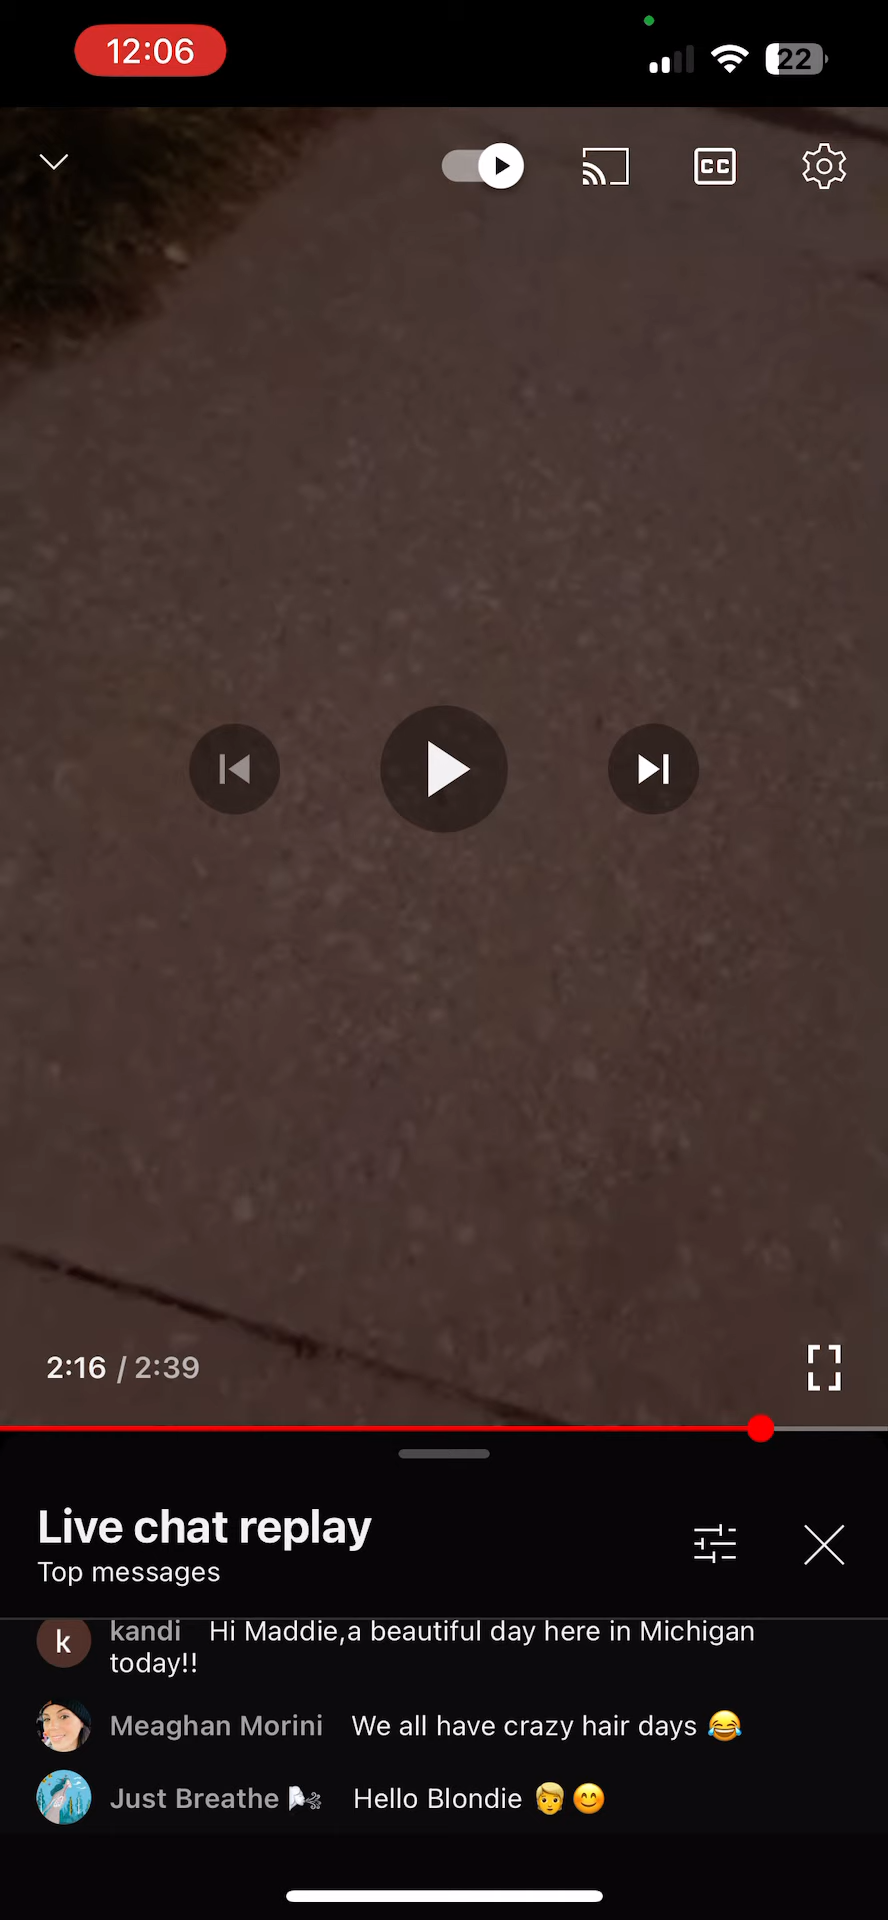 12:06
22
CC
2:16 / 2:39
Live chat replay
Top messages
k
kandi Hi Maddie,a beautiful day here in Michigan
today!!
Meaghan Morini We all have crazy hair days 😂
Just Breathe 🌬️ Hello Blondie 👱 😊